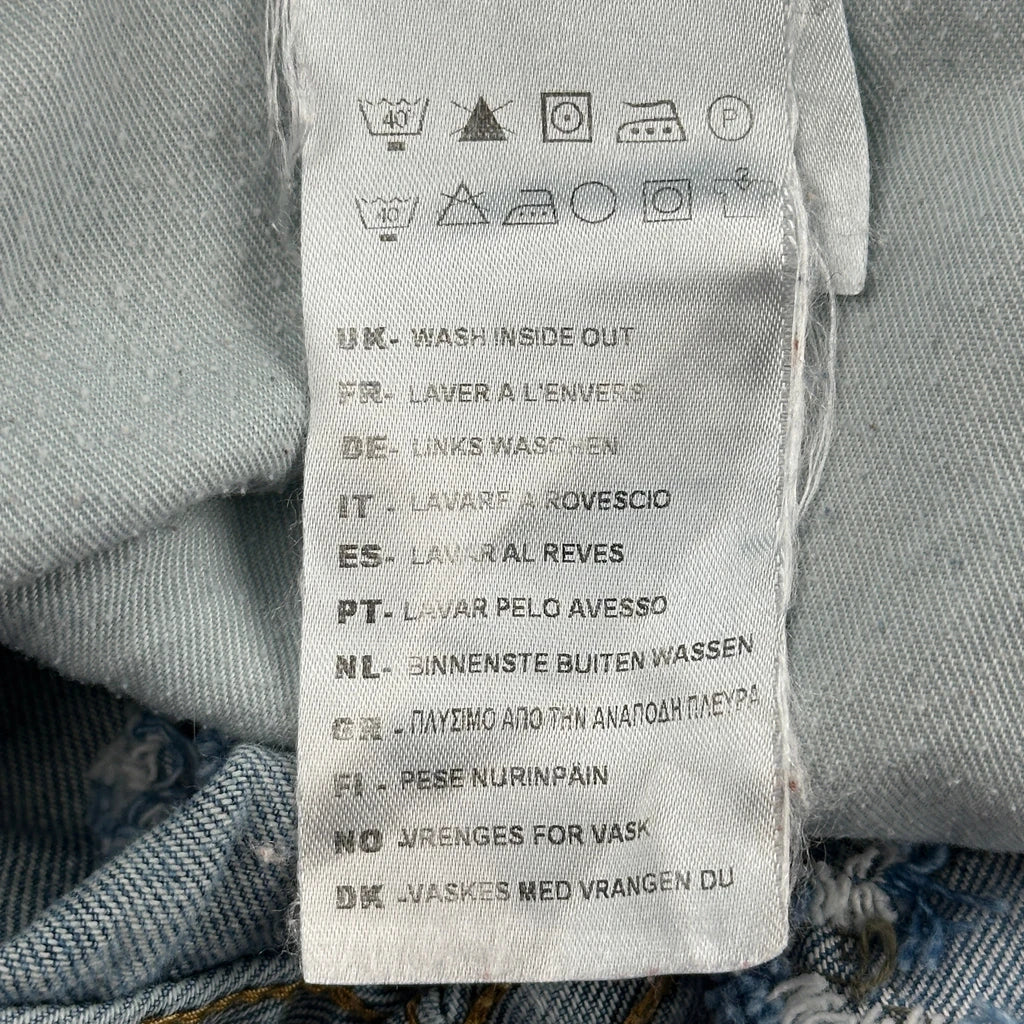 40 P
40
UK- WASH INSIDE OUT
FR- LAVER A L'ENVERS
DE- LINKS WASCHEN
IT - LAVARE A ROVESCIO
ES- LAVAR AL REVES
PT- LAVAR PELO AVESSO
NL- BINNENSTE BUITEN WASSEN
GR -ΠΛΥΣΙΜΟ ΑΠΟ ΤΗΝ ΑΝΑΠΟΔΗ ΠΛΕΥΡΑ
FI - PESE NURINPÄIN
NO -VRENGES FOR VASK
DK -VASKES MED VRANGEN DU